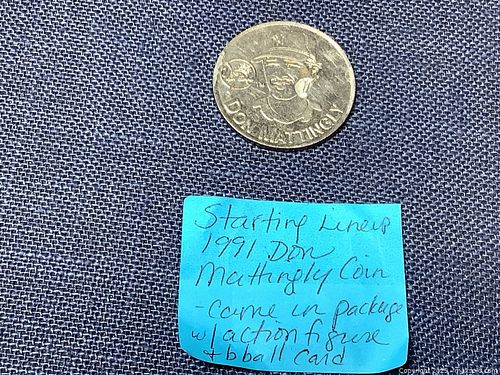 DON MATTINGLY
Starting Lineup
1991 Don
Mattingly Coin
- came in package
w/ action figure
+ bball card